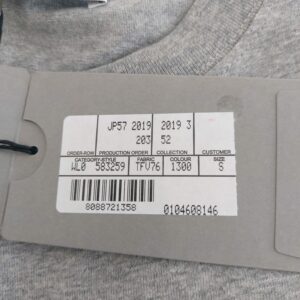 JP57 2019 2019 3
203 52
ORDER-ROW PRODUCTION ORDER COLLECTION CUSTOMER
CATEGORY-STYLE FABRIC COLOUR SIZE
WL0 583259 TFV76 1300 S
8088721358 0104608146